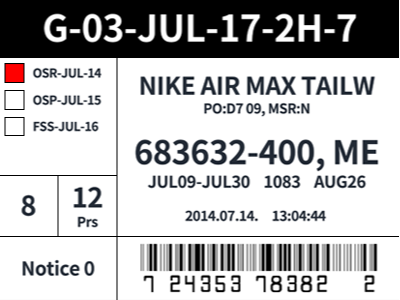 G-03-JUL-17-2H-7
OSR-JUL-14
OSP-JUL-15
FSS-JUL-16
NIKE AIR MAX TAILW
PO:D7 09, MSR:N
683632-400, ME
JUL09-JUL30 1083 AUG26
2014.07.14. 13:04:44
8
12
Prs
Notice 0
7 24353 78382 2